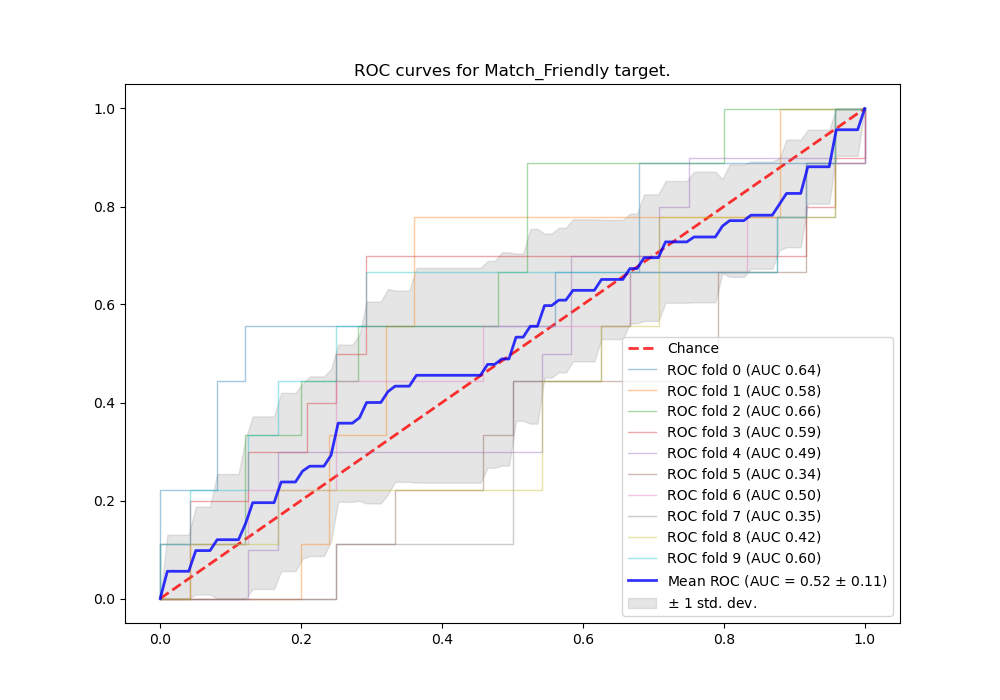 ROC curves for Match_Friendly target.
1.0
0.8
0.6
0.4
0.2
0.0
0.0 0.2 0.4 0.6 0.8 1.0
Chance
ROC fold 0 (AUC 0.64)
ROC fold 1 (AUC 0.58)
ROC fold 2 (AUC 0.66)
ROC fold 3 (AUC 0.59)
ROC fold 4 (AUC 0.49)
ROC fold 5 (AUC 0.34)
ROC fold 6 (AUC 0.50)
ROC fold 7 (AUC 0.35)
ROC fold 8 (AUC 0.42)
ROC fold 9 (AUC 0.60)
Mean ROC (AUC = 0.52 ± 0.11)
± 1 std. dev.